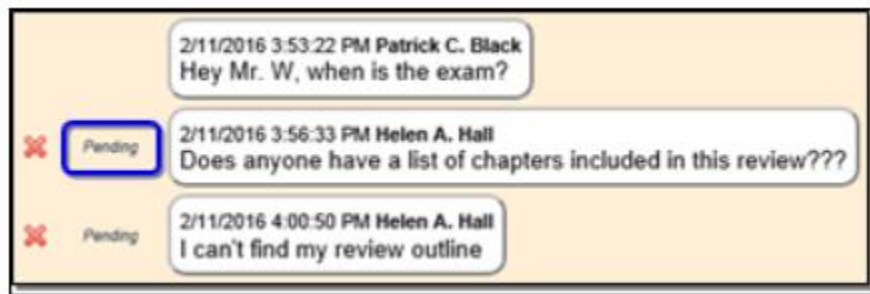 2/11/2016 3:53:22 PM Patrick C. Black
Hey Mr. W, when is the exam?
Pending
2/11/2016 3:56:33 PM Helen A. Hall
Does anyone have a list of chapters included in this review???
Pending
2/11/2016 4:00:50 PM Helen A. Hall
I can't find my review outline